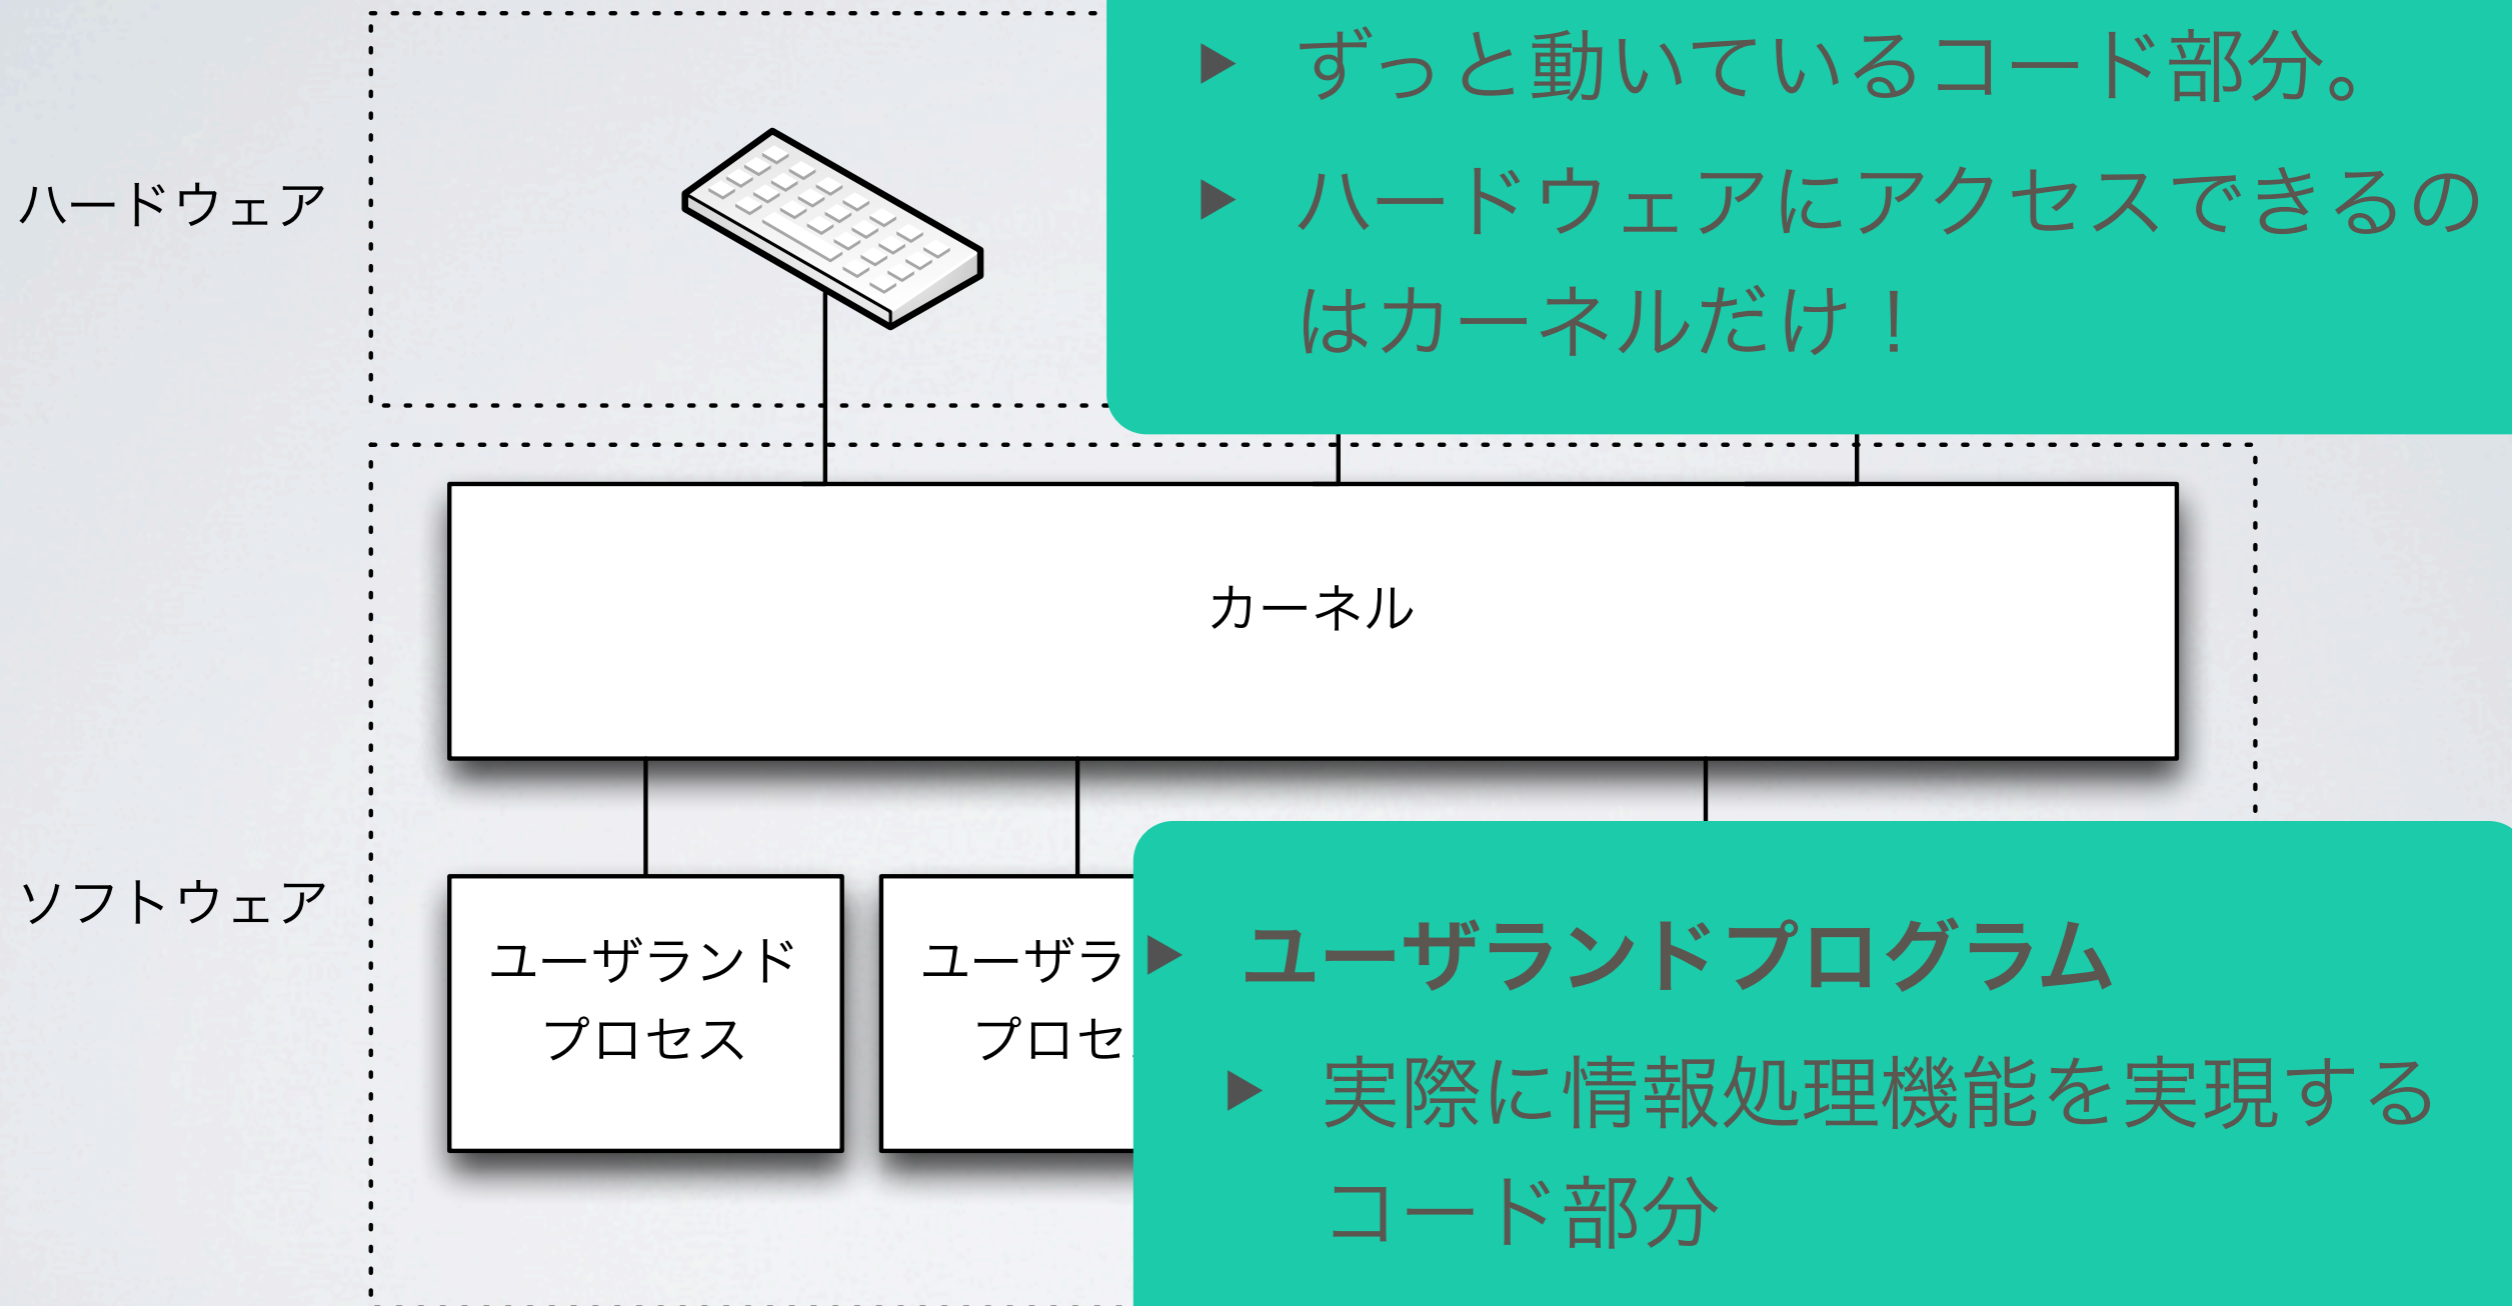 ▶ ずっと動いているコード部分。
▶ ハードウェアにアクセスできるの
はカーネルだけ！
ハードウェア
カーネル
ソフトウェア
ユーザランド
プロセス
ユーザラ
プロセ
▶ ユーザランドプログラム
▶ 実際に情報処理機能を実現する
コード部分